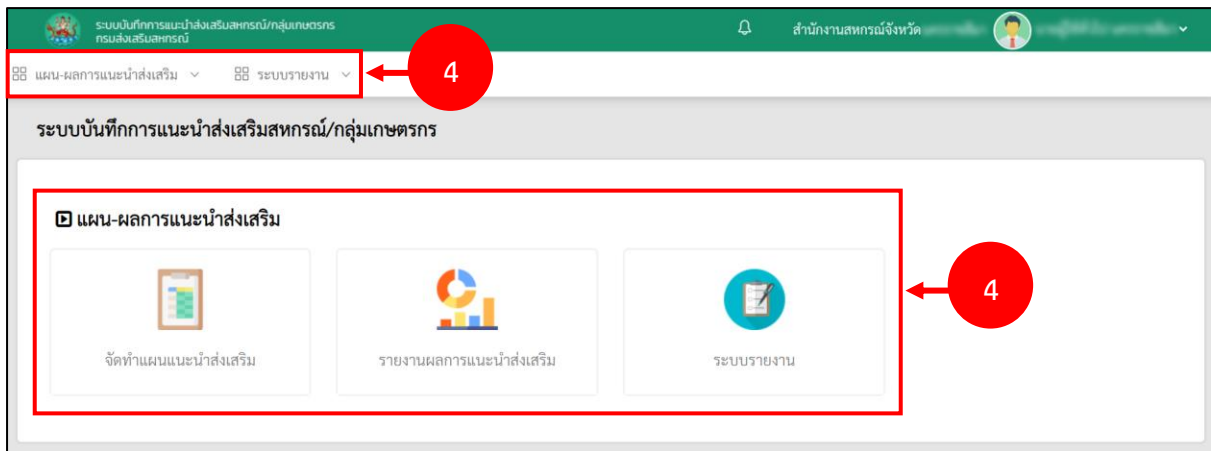 ระบบบันทึกการแนะนำส่งเสริมสหกรณ์/กลุ่มเกษตรกร
กรมส่งเสริมสหกรณ์
สำนักงานสหกรณ์จังหวัด
แผน-ผลการแนะนำส่งเสริม
ระบบรายงาน
4
ระบบบันทึกการแนะนำส่งเสริมสหกรณ์/กลุ่มเกษตรกร
แผน-ผลการแนะนำส่งเสริม
4
จัดทำแผนแนะนำส่งเสริม
รายงานผลการแนะนำส่งเสริม
ระบบรายงาน